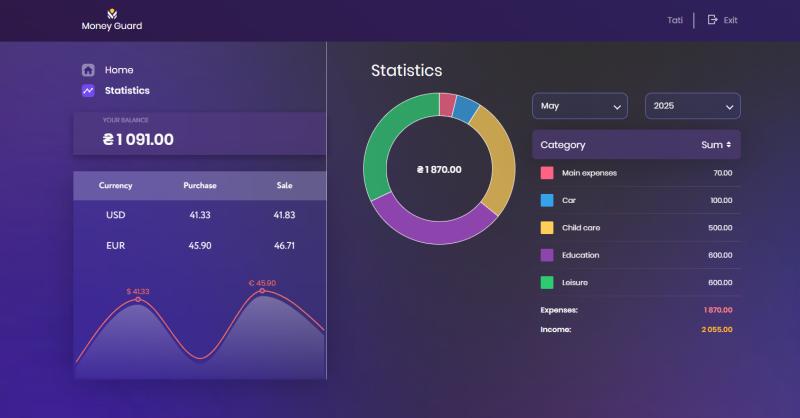 Money Guard
Tati
Exit
Home
Statistics
YOUR BALANCE
₴ 1 091.00
Currency Purchase Sale
USD 41.33 41.83
EUR 45.90 46.71
$ 41.33
€ 45.90
Statistics
₴ 1 870.00
May 2025
Category Sum
Main expenses 70.00
Car 100.00
Child care 500.00
Education 600.00
Leisure 600.00
Expenses: 1 870.00
Income: 2 055.00